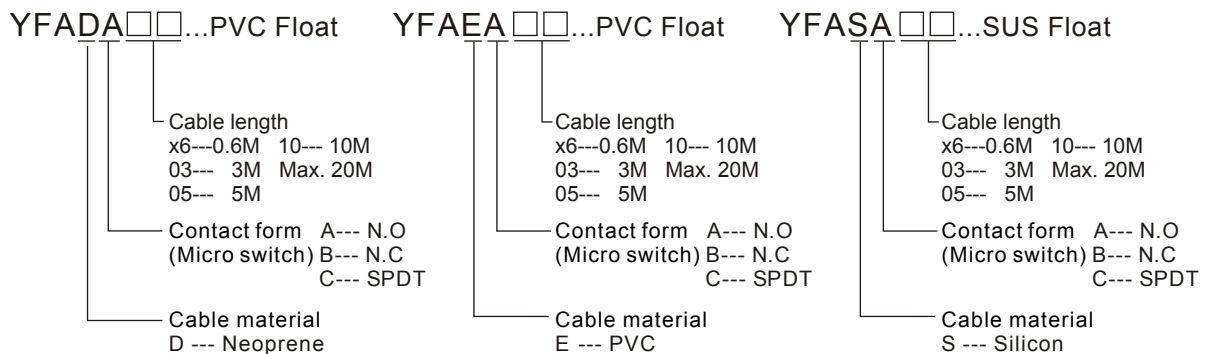 YFADA□□...PVC Float
Cable length
x6---0.6M 10--- 10M
03--- 3M Max. 20M
05--- 5M
Contact form A--- N.O
(Micro switch) B--- N.C
C--- SPDT
Cable material
D --- Neoprene
YFAEA □□...PVC Float
Cable length
x6---0.6M 10--- 10M
03--- 3M Max. 20M
05--- 5M
Contact form A--- N.O
(Micro switch) B--- N.C
C--- SPDT
Cable material
E --- PVC
YFASA □□...SUS Float
Cable length
x6---0.6M 10--- 10M
03--- 3M Max. 20M
05--- 5M
Contact form A--- N.O
(Micro switch) B--- N.C
C--- SPDT
Cable material
S --- Silicon